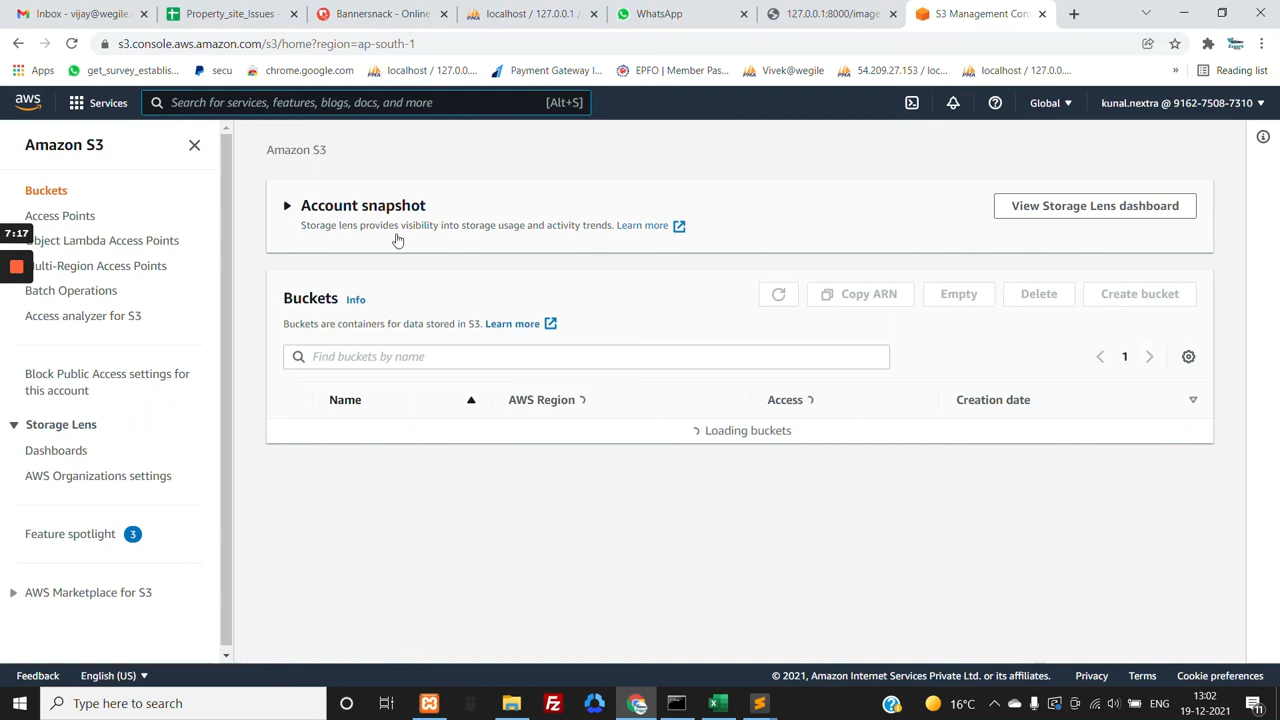 Inbox - vijay@wegile.
Property_site_Issues -
Bannersnack - Online
localhost / 127.0.0.1 /
WhatsApp
127.0.0.1:8000/image
S3 Management Con
s3.console.aws.amazon.com/s3/home?region=ap-south-1
Apps
get_survey_establis...
secu
chrome.google.com
localhost / 127.0.0....
Payment Gateway I...
EPFO | Member Pas...
Vivek@wegile
54.209.27.153 / loc...
localhost / 127.0.0....
»
Reading list
aws
Services
Search for services, features, blogs, docs, and more
[Alt+S]
Global
kunal.nextra @ 9162-7508-7310
Amazon S3
Buckets
Access Points
7:17
bject Lambda Access Points
ulti-Region Access Points
Batch Operations
Access analyzer for S3
Block Public Access settings for
this account
Storage Lens
Dashboards
AWS Organizations settings
Feature spotlight 3
AWS Marketplace for S3
Amazon S3
Account snapshot
Storage lens provides visibility into storage usage and activity trends. Learn more
View Storage Lens dashboard
Buckets Info
Copy ARN
Empty
Delete
Create bucket
Buckets are containers for data stored in S3. Learn more
Find buckets by name
1
Name
AWS Region
Access
Creation date
Loading buckets
Feedback
English (US)
© 2021, Amazon Internet Services Private Ltd. or its affiliates.
Privacy
Terms
Cookie preferences
Type here to search
16°C
ENG
13:02
19-12-2021
11